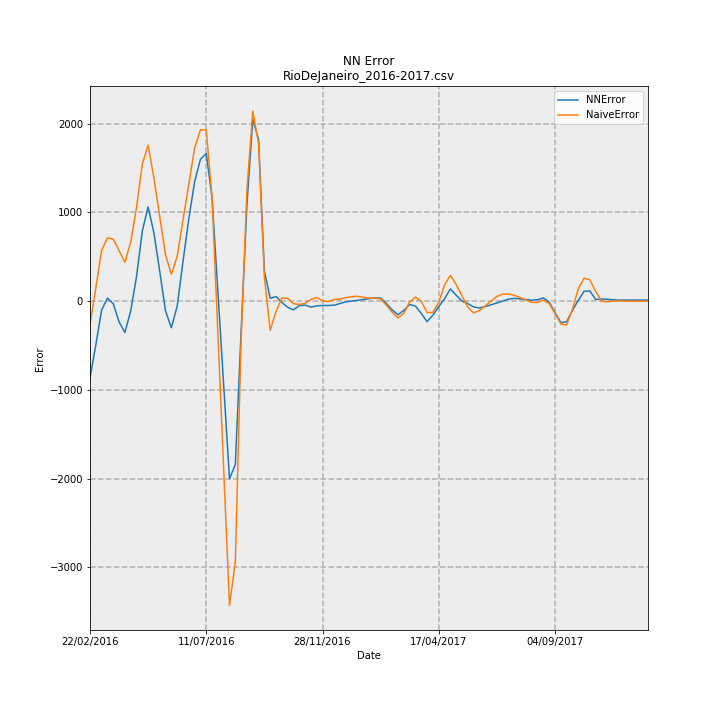 NN Error
RioDeJaneiro_2016-2017.csv
NNError
NaiveError
2000
1000
0
−1000
−2000
−3000
Error
22/02/2016
11/07/2016
28/11/2016
17/04/2017
04/09/2017
Date